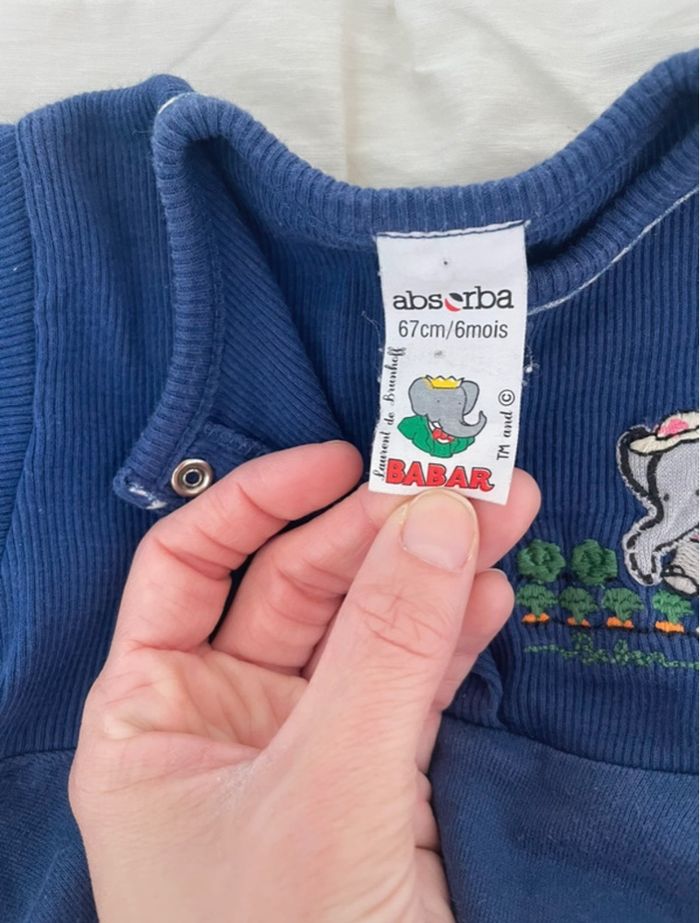 absorba
67cm/6mois
Laurent de Brunhoff
TM and ©
BABAR